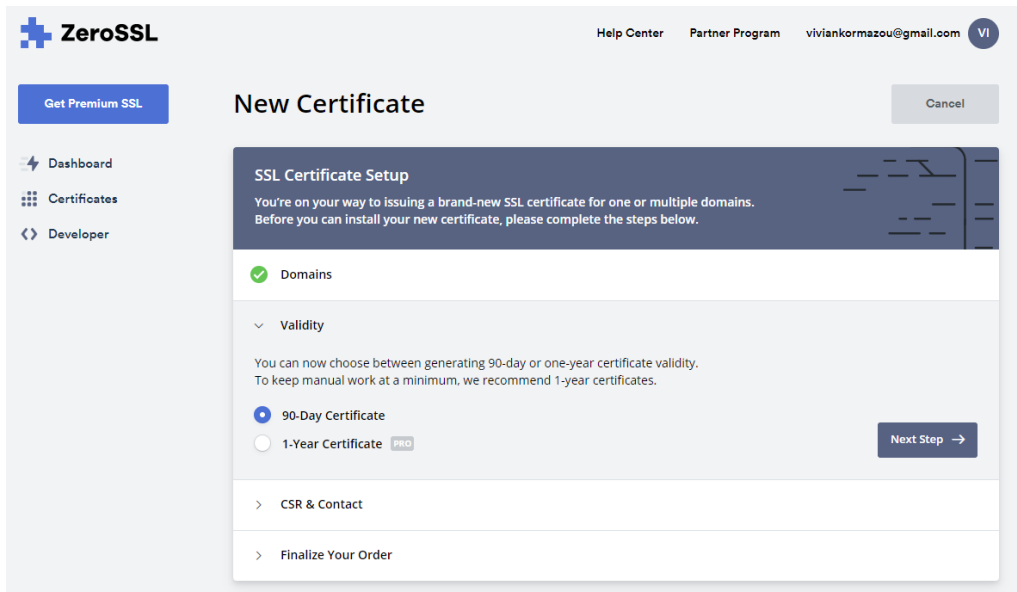 ZeroSSL
Help Center
Partner Program
viviankormazou@gmail.com
VI
Get Premium SSL
Dashboard
Certificates
Developer
New Certificate
Cancel
SSL Certificate Setup
You're on your way to issuing a brand-new SSL certificate for one or multiple domains.
Before you can install your new certificate, please complete the steps below.
Domains
Validity
You can now choose between generating 90-day or one-year certificate validity.
To keep manual work at a minimum, we recommend 1-year certificates.
90-Day Certificate
1-Year Certificate PRO
Next Step
CSR & Contact
Finalize Your Order